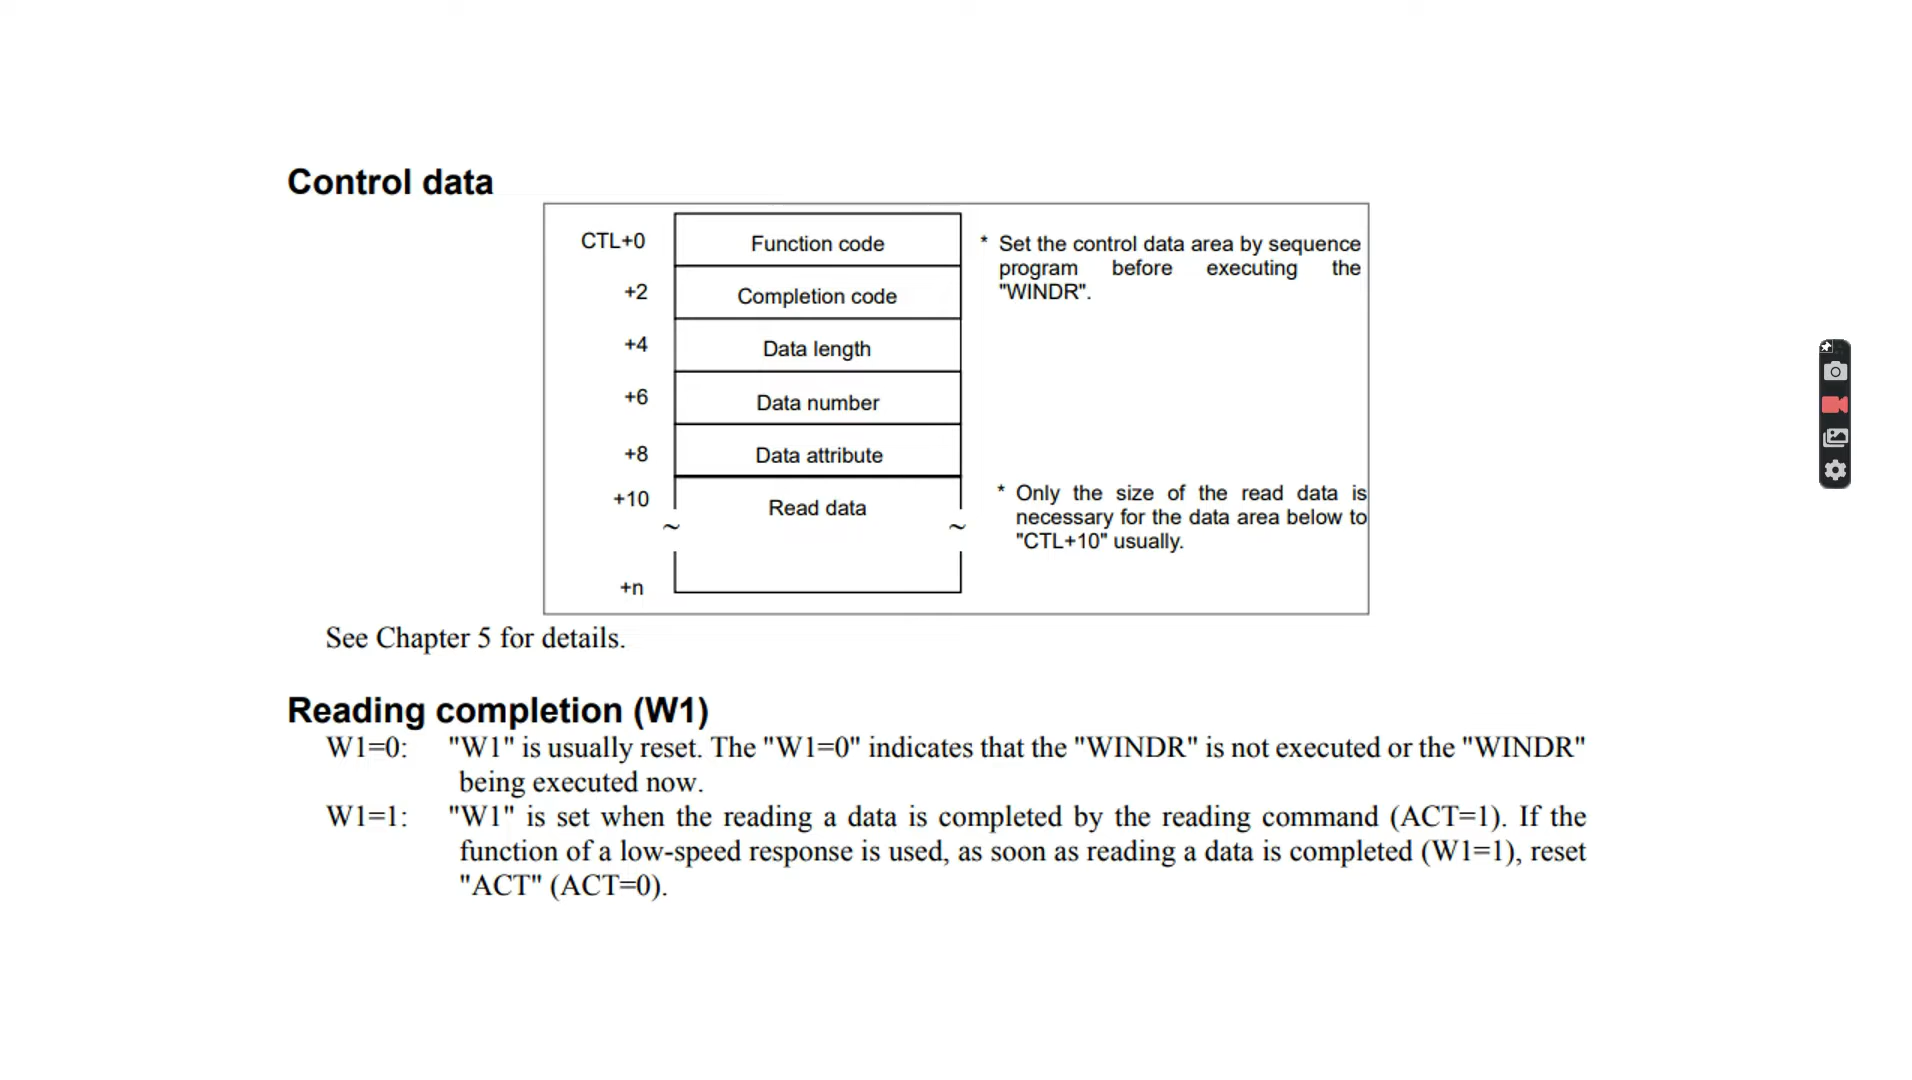 Control data
CTL+0 Function code
+2 Completion code
+4 Data length
+6 Data number
+8 Data attribute
+10 Read data
~ ~
+n
* Set the control data area by sequence
program before executing the
"WINDR".
* Only the size of the read data is
necessary for the data area below to
"CTL+10" usually.
See Chapter 5 for details.
Reading completion (W1)
W1=0: "W1" is usually reset. The "W1=0" indicates that the "WINDR" is not executed or the "WINDR"
being executed now.
W1=1: "W1" is set when the reading a data is completed by the reading command (ACT=1). If the
function of a low-speed response is used, as soon as reading a data is completed (W1=1), reset
"ACT" (ACT=0).